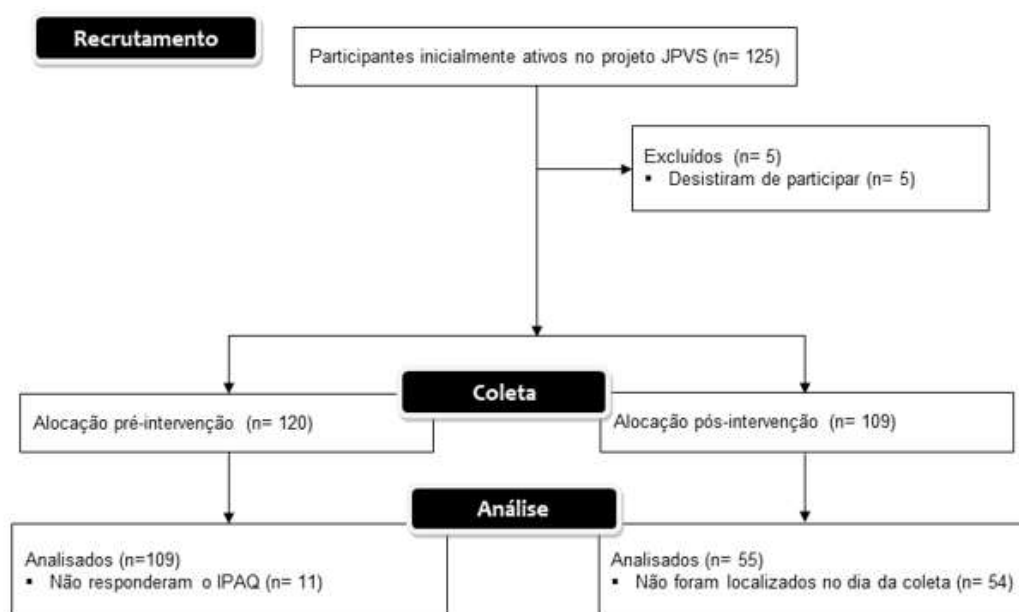 Recrutamento
Participantes inicialmente ativos no projeto JPVS (n= 125)
Excluídos (n= 5)
▪ Desistiram de participar (n= 5)
Coleta
Alocação pré-intervenção (n= 120)
Alocação pós-intervenção (n= 109)
Análise
Analisados (n=109)
▪ Não responderam o IPAQ (n= 11)
Analisados (n= 55)
▪ Não foram localizados no dia da coleta (n= 54)